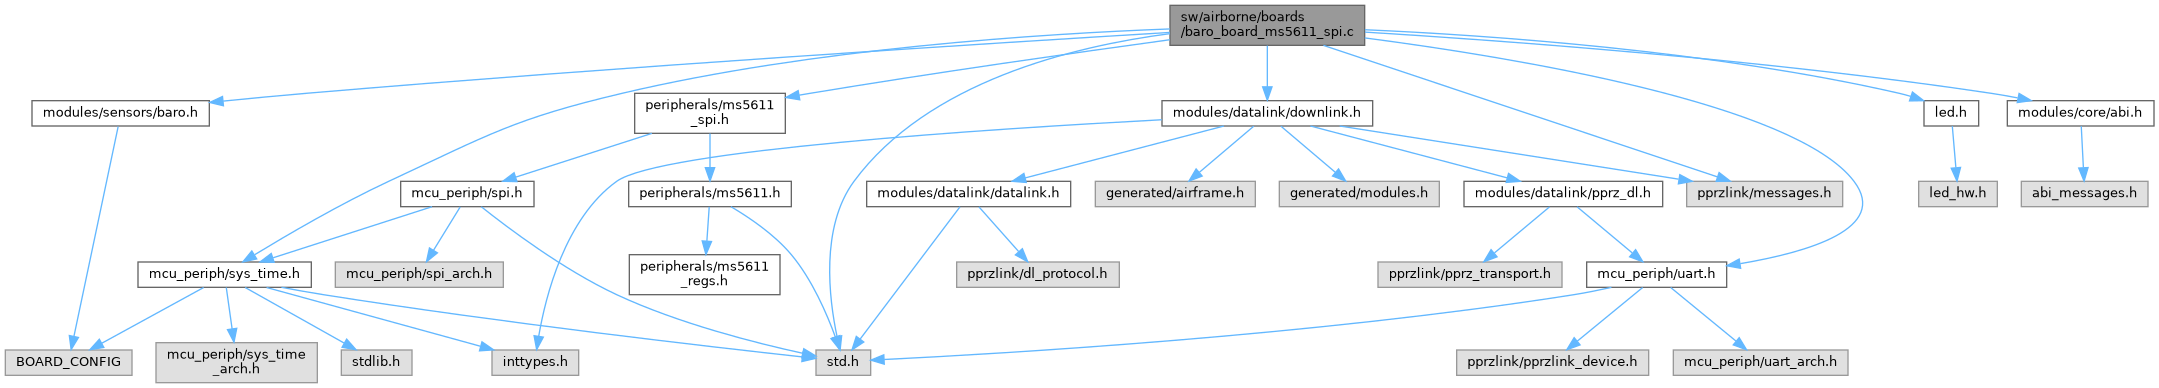 sw/airborne/boards
/baro_board_ms5611_spi.c
modules/sensors/baro.h
peripherals/ms5611
_spi.h
modules/datalink/downlink.h
led.h
modules/core/abi.h
mcu_periph/spi.h
peripherals/ms5611.h
modules/datalink/datalink.h
generated/airframe.h
generated/modules.h
modules/datalink/pprz_dl.h
pprzlink/messages.h
led_hw.h
abi_messages.h
mcu_periph/sys_time.h
mcu_periph/spi_arch.h
peripherals/ms5611
_regs.h
pprzlink/dl_protocol.h
pprzlink/pprz_transport.h
mcu_periph/uart.h
BOARD_CONFIG
mcu_periph/sys_time
_arch.h
stdlib.h
inttypes.h
std.h
pprzlink/pprzlink_device.h
mcu_periph/uart_arch.h